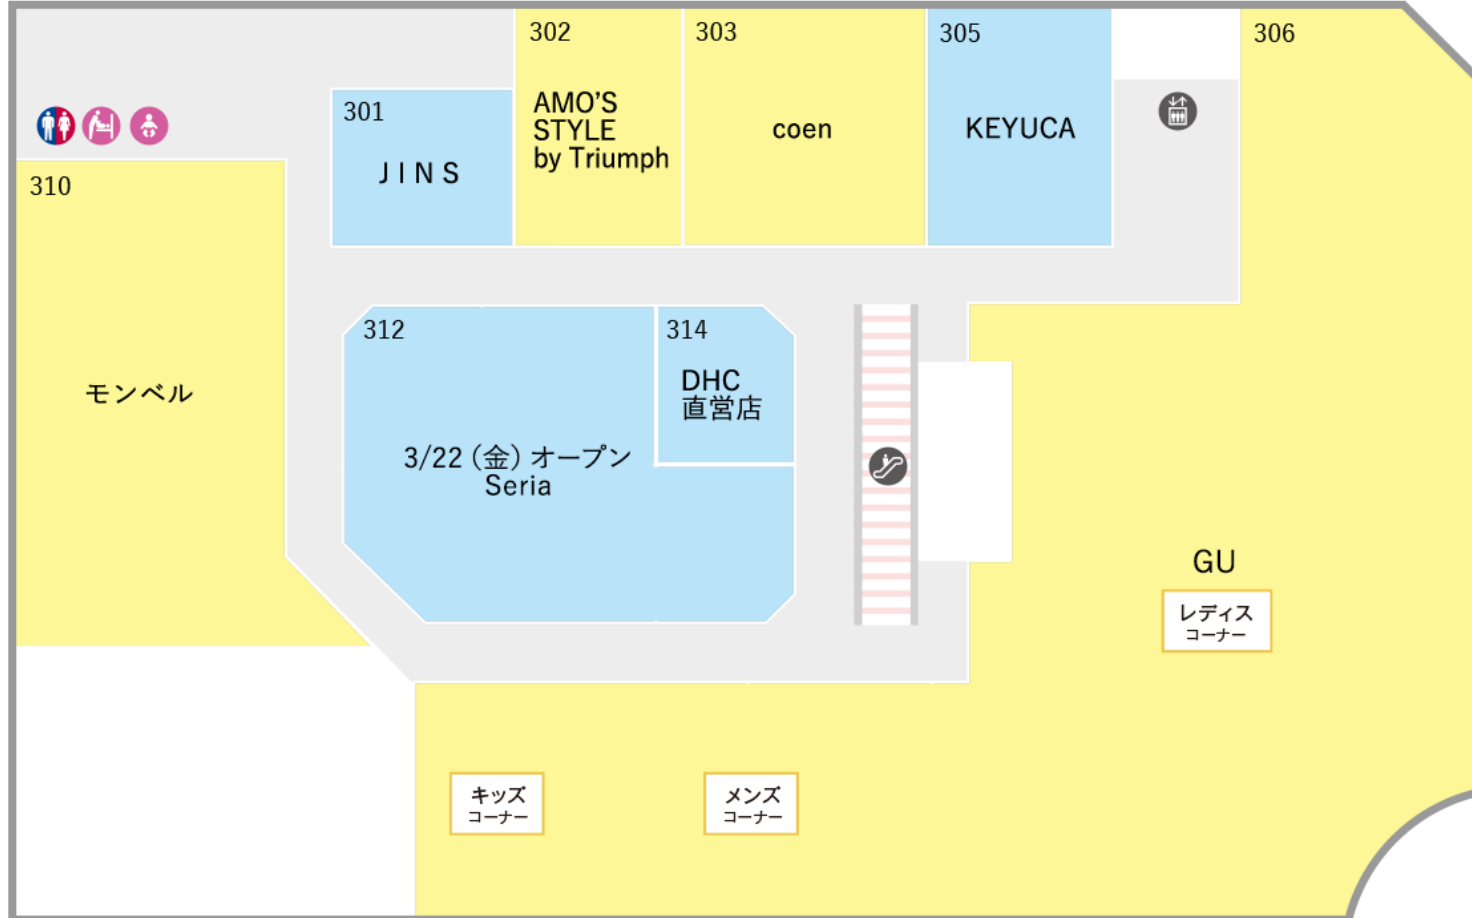 302
303
305
306
301
AMO'S
STYLE
by Triumph
coen
KEYUCA
JINS
310
312
314
モンベル
DHC
直営店
3/22（金）オープン
Seria
GU
レディス
コーナー
キッズ
コーナー
メンズ
コーナー